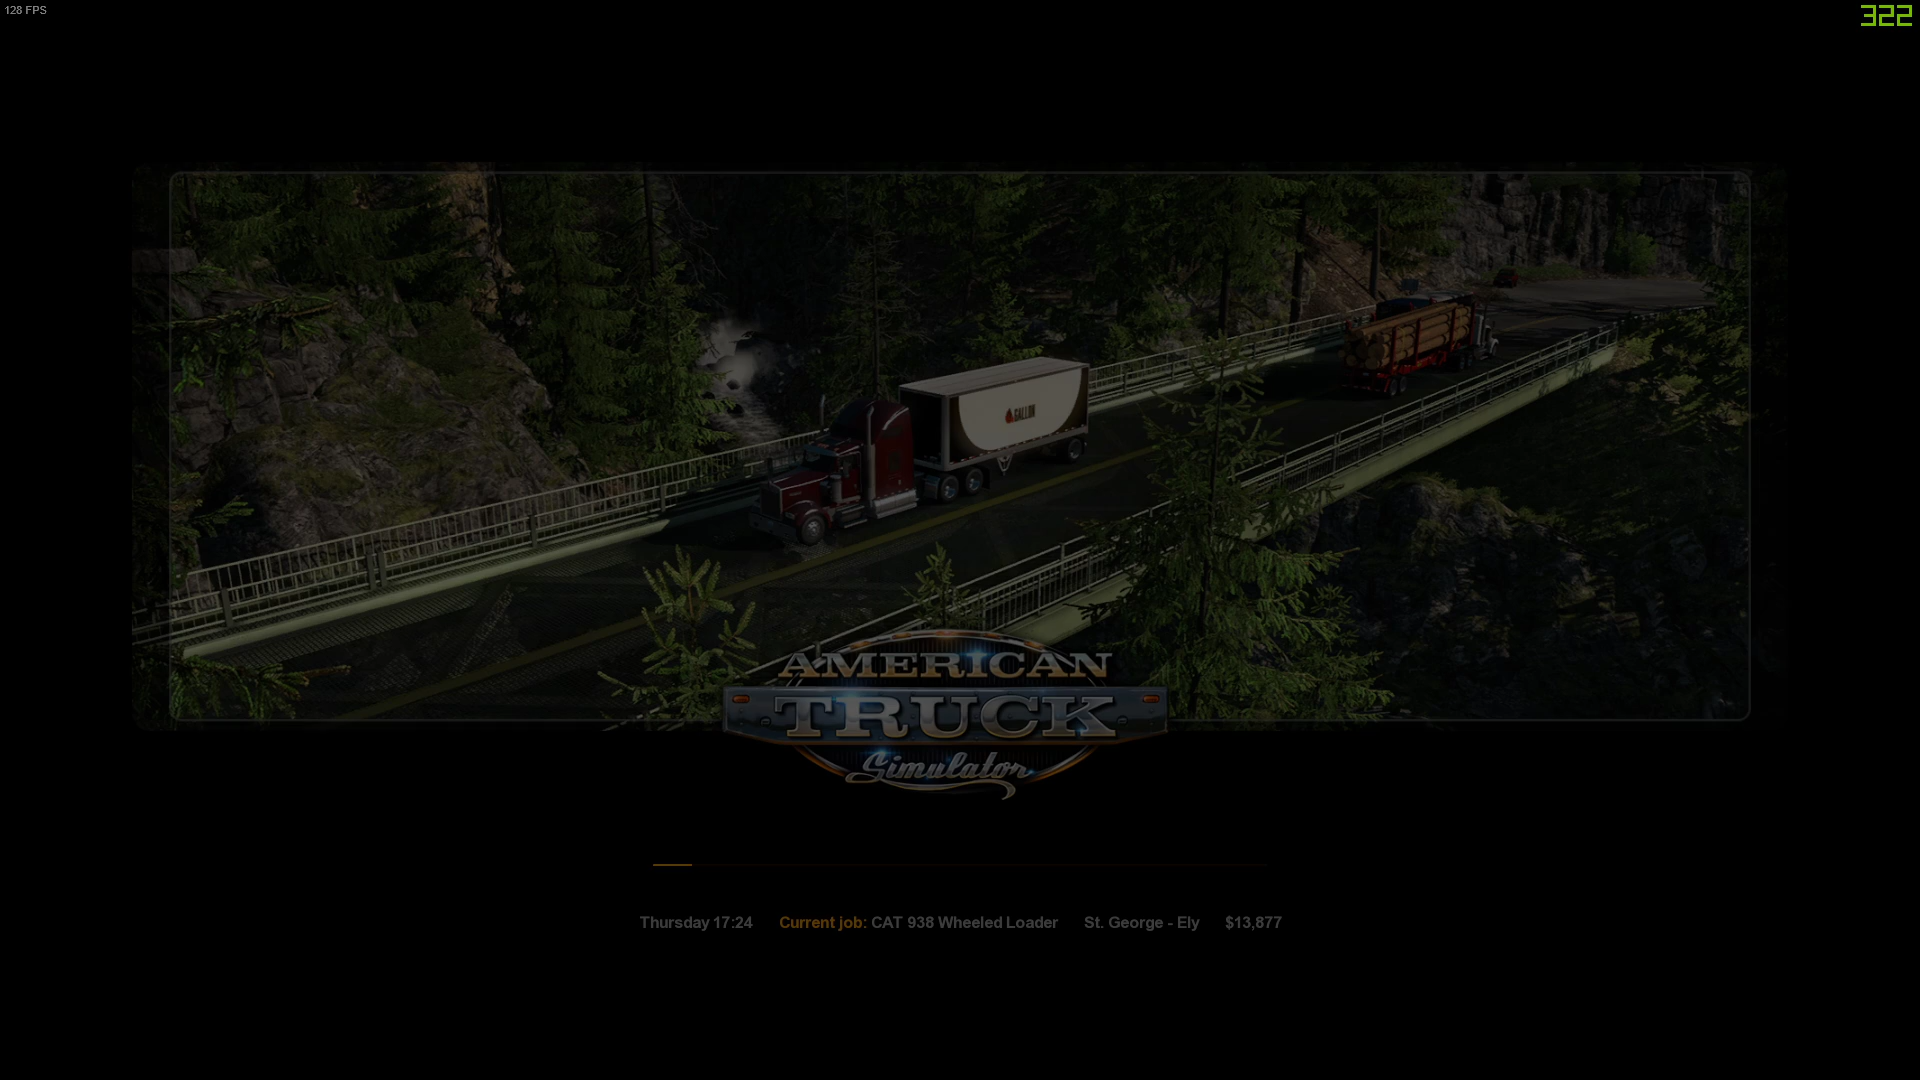 128 FPS
322
GALLON
AMERICAN
TRUCK
Simulator
Thursday 17:24 Current job: CAT 938 Wheeled Loader St. George - Ely $13,877